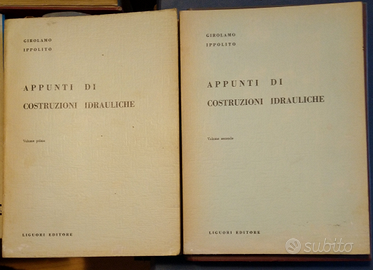 GIROLAMO
IPPOLITO
APPUNTI DI
COSTRUZIONI IDRAULICHE
Volume primo
LIGUORI EDITORE
GIROLAMO
IPPOLITO
APPUNTI DI
COSTRUZIONI IDRAULICHE
Volume secondo
LIGUORI EDITORE
subito